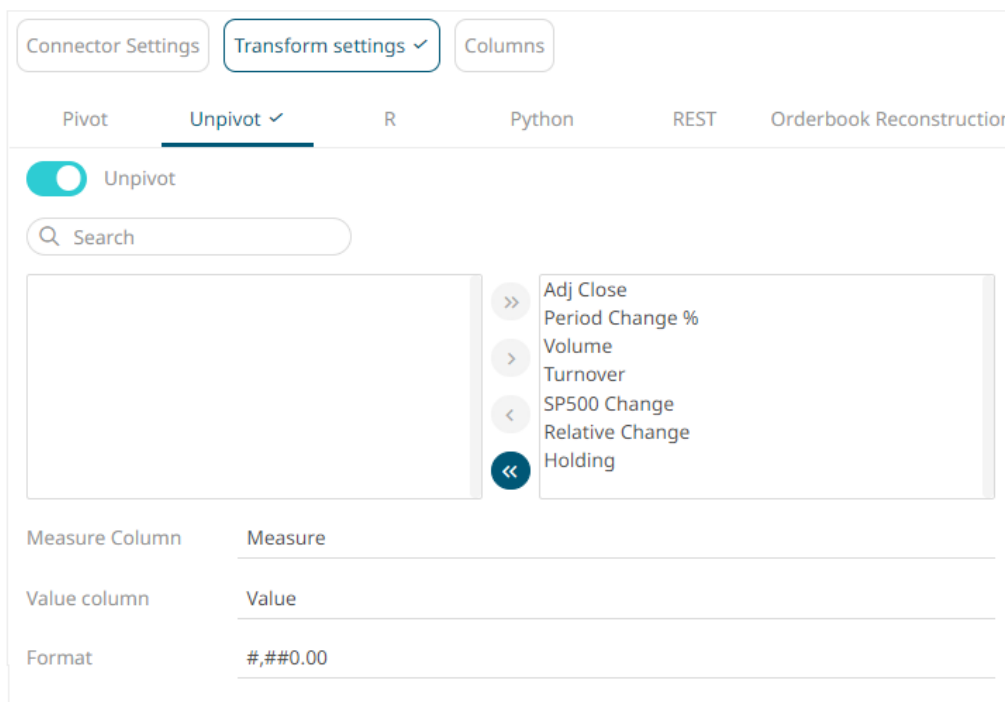 Connector Settings Transform settings Columns
Pivot Unpivot R Python REST Orderbook Reconstruction
Unpivot
Search
Adj Close
Period Change %
Volume
Turnover
SP500 Change
Relative Change
Holding
Measure Column Measure
Value column Value
Format #,##0.00